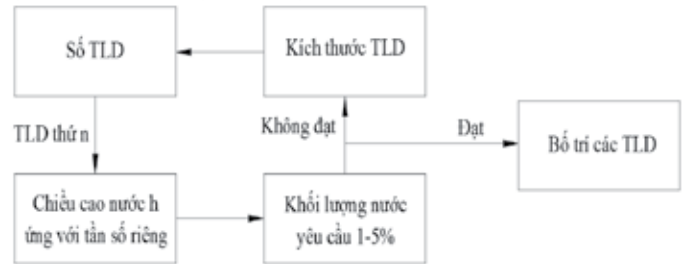 Số TLD
Kích thước TLD
TLD thứ n
Không đạt
Đạt
Bố trí các TLD
Chiều cao nước h
ứng với tần số riêng
Khối lượng nước
yêu cầu 1-5%